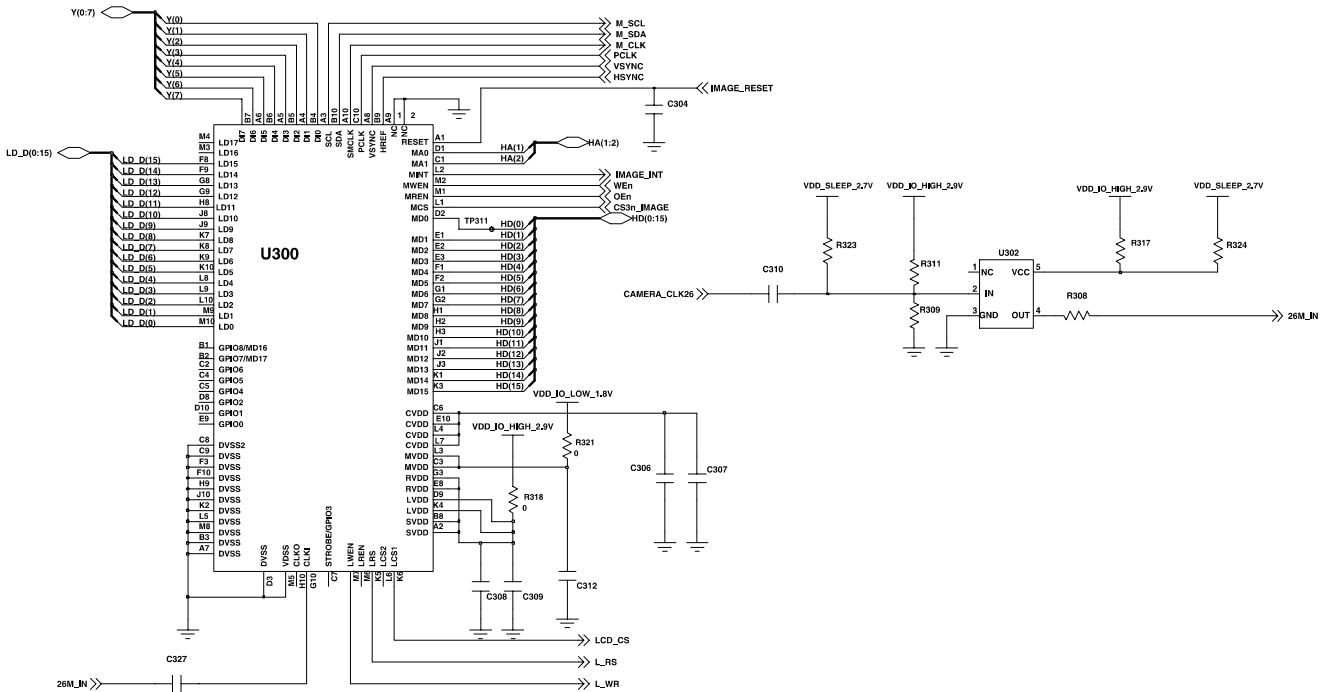 Y(0:7)
Y(0)
Y(1)
Y(2)
Y(3)
Y(4)
Y(5)
Y(6)
Y(7)
M_SCL
M_SDA
M_CLK
PCLK
VSYNC
HSYNC
IMAGE_RESET
C304
B7 B6 A6 B6 A5 B5 A4 B4 A3 B10 A10 C10 A8 B9 A9 1 2
DI7 DI6 DI5 DI4 DI3 DI2 DI1 DI0 SCL SDA SMCLK PCLK VSYNC HREF NC NC
LD_D(0:15)
M4 LD17
M3 LD16
LD_D(15) F8 LD15
LD_D(14) F9 LD14
LD_D(13) G8 LD13
LD_D(12) G9 LD12
LD_D(11) H8 LD11
LD_D(10) J8 LD10
LD_D(9) J9 LD9
LD_D(8) K7 LD8
LD_D(7) K8 LD7
LD_D(6) K9 LD6
LD_D(5) K10 LD5
LD_D(4) L8 LD4
LD_D(3) L9 LD3
LD_D(2) L10 LD2
LD_D(1) M9 LD1
LD_D(0) M10 LD0
B1 GPIO8/MD16
B2 GPIO7/MD17
C2 GPIO6
C4 GPIO5
C5 GPIO4
D8 GPIO2
D10 GPIO1
E9 GPIO0
C8 DVSS2
C9 DVSS
F3 DVSS
F10 DVSS
H9 DVSS
J10 DVSS
K2 DVSS
L5 DVSS
M8 DVSS
B3 DVSS
A7 DVSS
U300
RESET A1
MA0 D1 HA(1)
MA1 C1 HA(2)
HA(1:2)
MINT L2 IMAGE_INT
MWEN M2 WEn
MREN M1 OEn
MCS L1 CS3n_IMAGE
MD0 D2 TP311 HD(0)
HD(0:15)
MD1 E1 HD(1)
MD2 E2 HD(2)
MD3 E3 HD(3)
MD4 F1 HD(4)
MD5 F2 HD(5)
MD6 G1 HD(6)
MD7 G2 HD(7)
MD8 H1 HD(8)
MD9 H2 HD(9)
MD10 H3 HD(10)
MD11 J1 HD(11)
MD12 J2 HD(12)
MD13 J3 HD(13)
MD14 K1 HD(14)
MD15 K3 HD(15)
CVDD C6
CVDD E10
CVDD L4
CVDD L7
MVDD L3
MVDD C3
RVDD G3
RVDD E8
LVDD D9
LVDD K4
SVDD B8
SVDD A2
VDD_IO_LOW_1.8V
R321
0
VDD_IO_HIGH_2.9V
R318
0
C306
C307
C308
C309
C312
DVSS VDSS CLKO CLKI STROBE/GPIO3 LWEN LREN LRS LCS2 LCS1
D3 M5 H10 G10 C7 M7 M6 K5 L6 K6
LCD_CS
L_RS
L_WR
C327
26M_IN
VDD_SLEEP_2.7V
R323
VDD_IO_HIGH_2.9V
R311
R309
CAMERA_CLK26
C310
U302
1 NC
2 IN
3 GND
VCC 5
OUT 4
VDD_IO_HIGH_2.9V
R317
VDD_SLEEP_2.7V
R324
R308
26M_IN